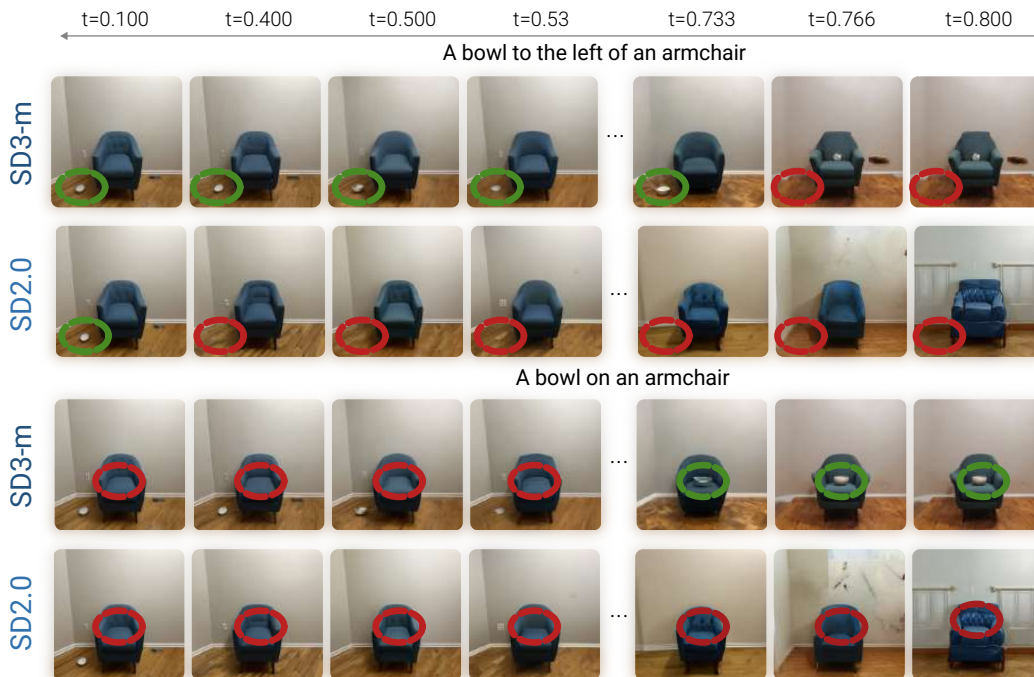 t=0.100 t=0.400 t=0.500 t=0.53 t=0.733 t=0.766 t=0.800
A bowl to the left of an armchair
SD3-m
...
SD2.0
...
A bowl on an armchair
SD3-m
...
SD2.0
...